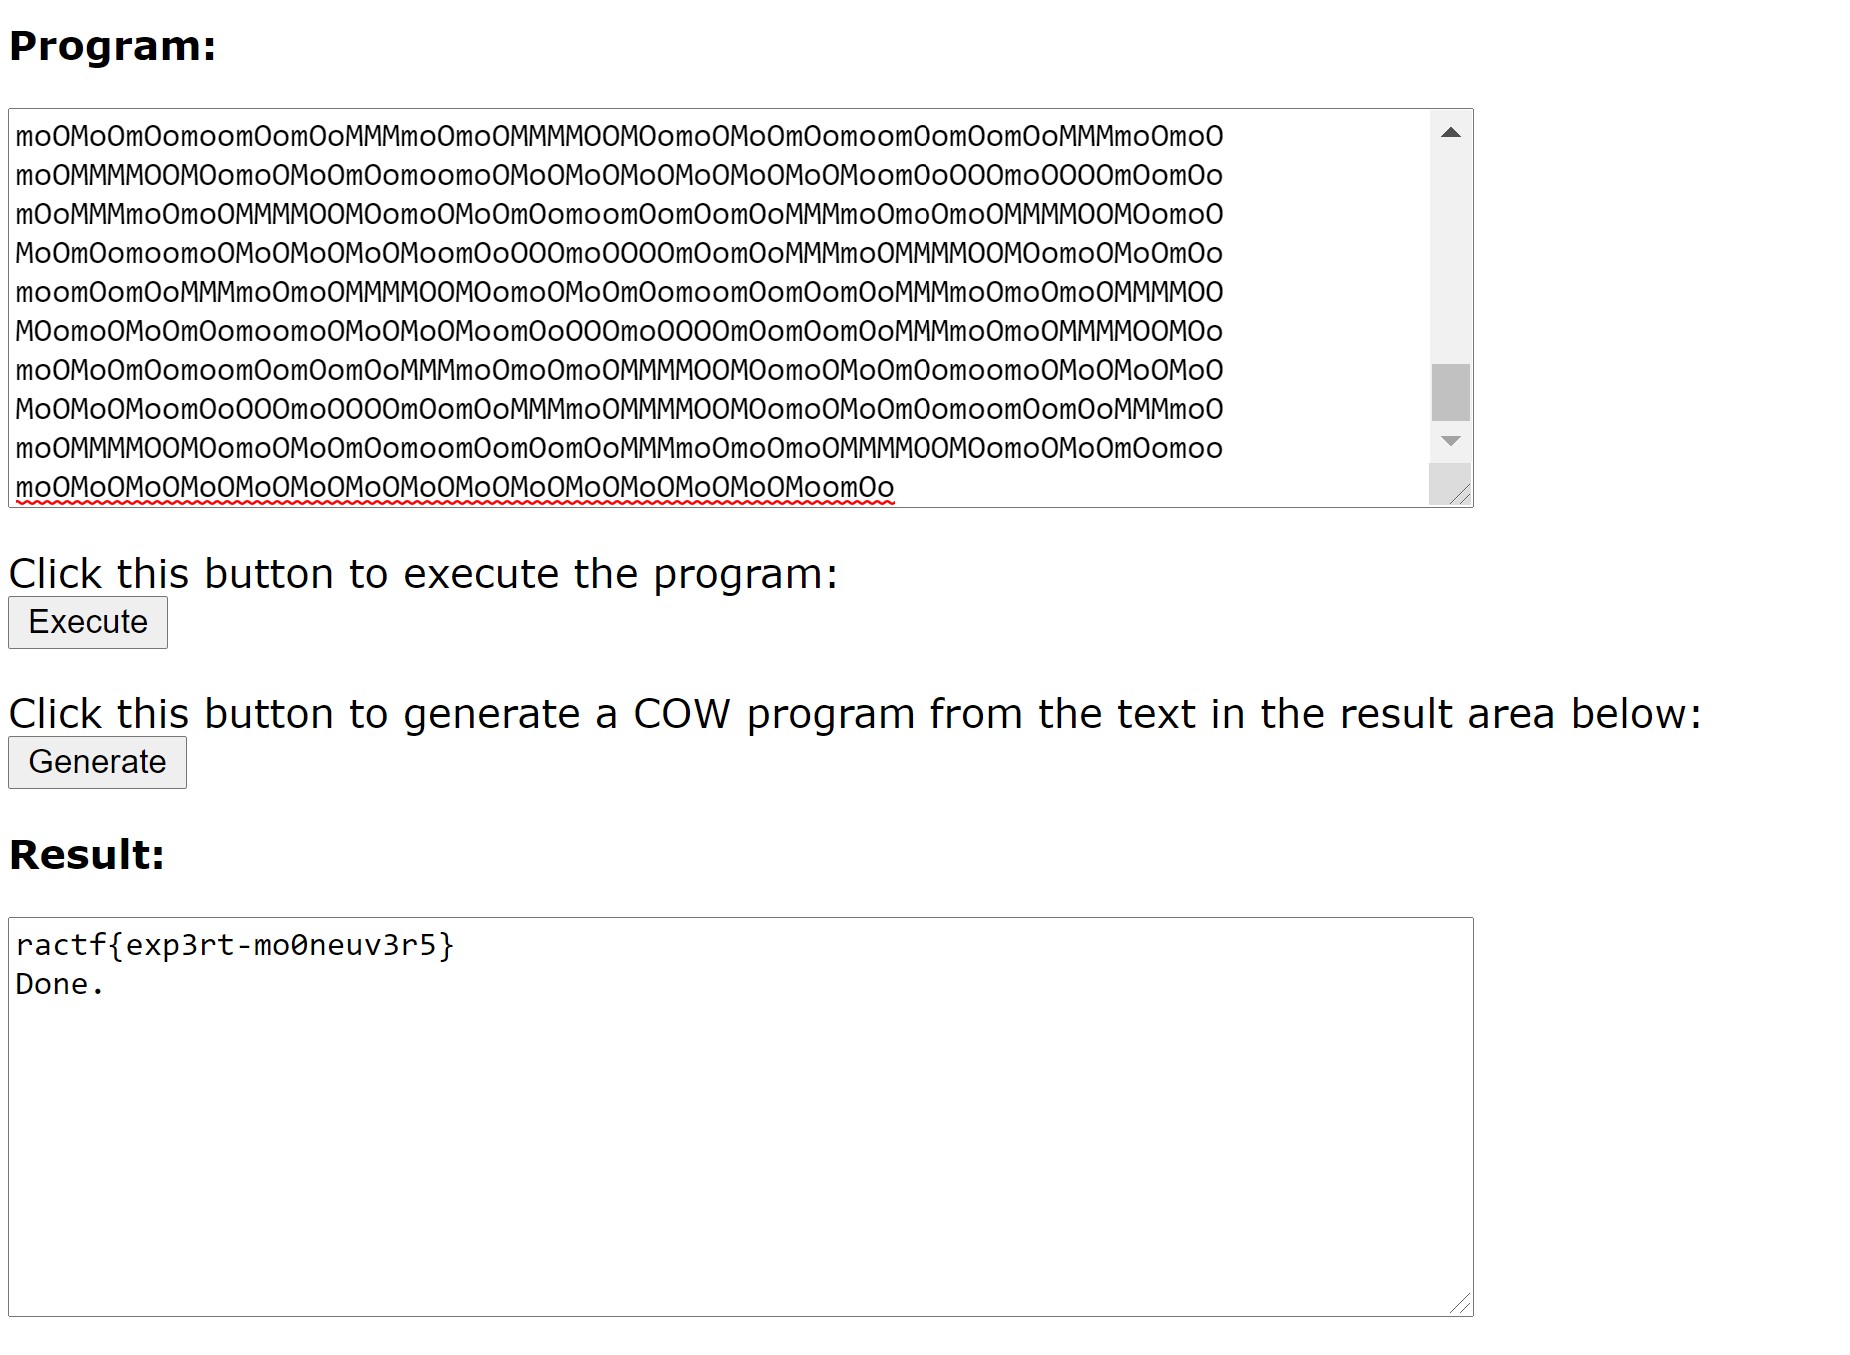 Program:
moOMoOmOomoomOomOoMMMmoOmoOMMMMOOMOomoOMoOmOomoomOomOomOoMMMmoOmoO
moOMMMMOOMOomoOMoOmOomoomoOMoOMoOMoOMoOMoOMoOMoomOoOOOmoOOOOmOomOo
mOoMMMmoOmoOMMMMOOMOomoOMoOmOomoomOomOomOoMMMmoOmoOmoOMMMMOOMOomoO
MoOmOomoomoOMoOMoOMoOMoomOoOOOmoOOOOmOomOoMMMmoOMMMMOOMOomoOMoOmOo
moomOomOoMMMmoOmoOMMMMOOMOomoOMoOmOomoomOomOomOoMMMmoOmoOmoOMMMMOO
MOomoOMoOmOomoomoOMoOMoOMoomOoOOOmoOOOOmOomOomOoMMMmoOmoOMMMMOOMOo
moOMoOmOomoomOomOomOoMMMmoOmoOmoOMMMMOOMOomoOMoOmOomoomoOMoOMoOMoO
MoOMoOMoomOoOOOmoOOOOmOomOoMMMmoOMMMMOOMOomoOMoOmOomoomOomOoMMMmoO
moOMMMMOOMOomoOMoOmOomoomOomOomOoMMMmoOmoOmoOMMMMOOMOomoOMoOmOomoo
moOMoOMoOMoOMoOMoOMoOMoOMoOMoOMoOMoOMoOMoOMoomOo
Click this button to execute the program:
Execute
Click this button to generate a COW program from the text in the result area below:
Generate
Result:
ractf{exp3rt-mo0neuv3r5}
Done.